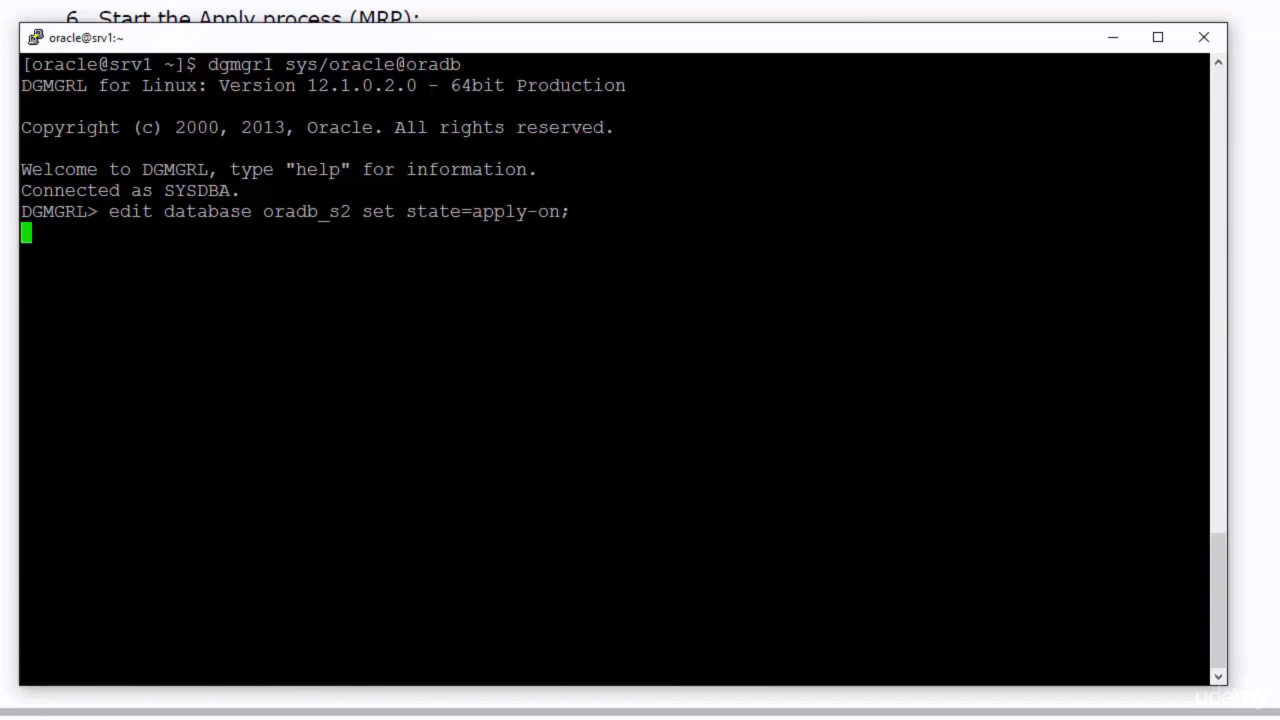 6. Start the Apply process (MRP):
oracle@srv1:~
[oracle@srv1 ~]$ dgmgrl sys/oracle@oradb
DGMGRL for Linux: Version 12.1.0.2.0 - 64bit Production
Copyright (c) 2000, 2013, Oracle. All rights reserved.
Welcome to DGMGRL, type "help" for information.
Connected as SYSDBA.
DGMGRL> edit database oradb_s2 set state=apply-on;
udemy